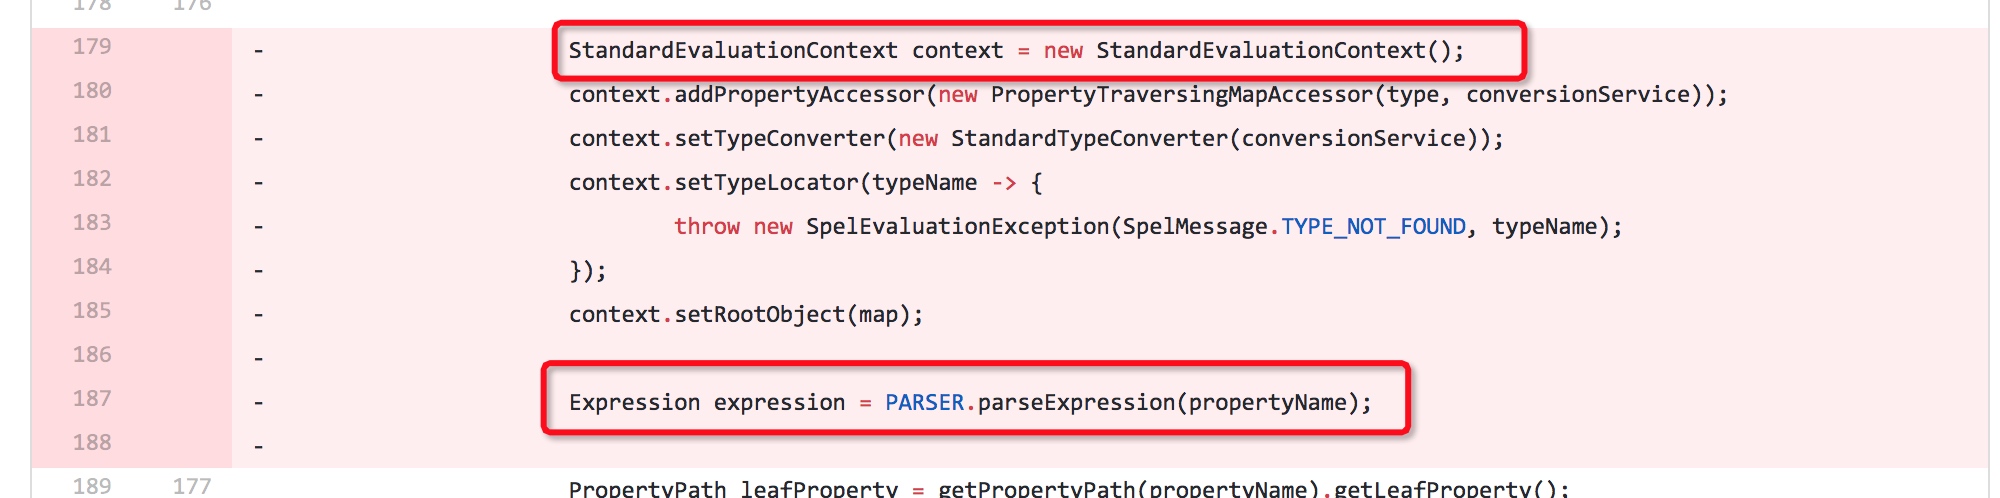 178 176
179 - StandardEvaluationContext context = new StandardEvaluationContext();
180 - context.addPropertyAccessor(new PropertyTraversingMapAccessor(type, conversionService));
181 - context.setTypeConverter(new StandardTypeConverter(conversionService));
182 - context.setTypeLocator(typeName -> {
183 - throw new SpelEvaluationException(SpelMessage.TYPE_NOT_FOUND, typeName);
184 - });
185 - context.setRootObject(map);
186 -
187 - Expression expression = PARSER.parseExpression(propertyName);
188 -
189 177 PropertyPath leafProperty = getPropertyPath(propertyName).getLeafProperty();